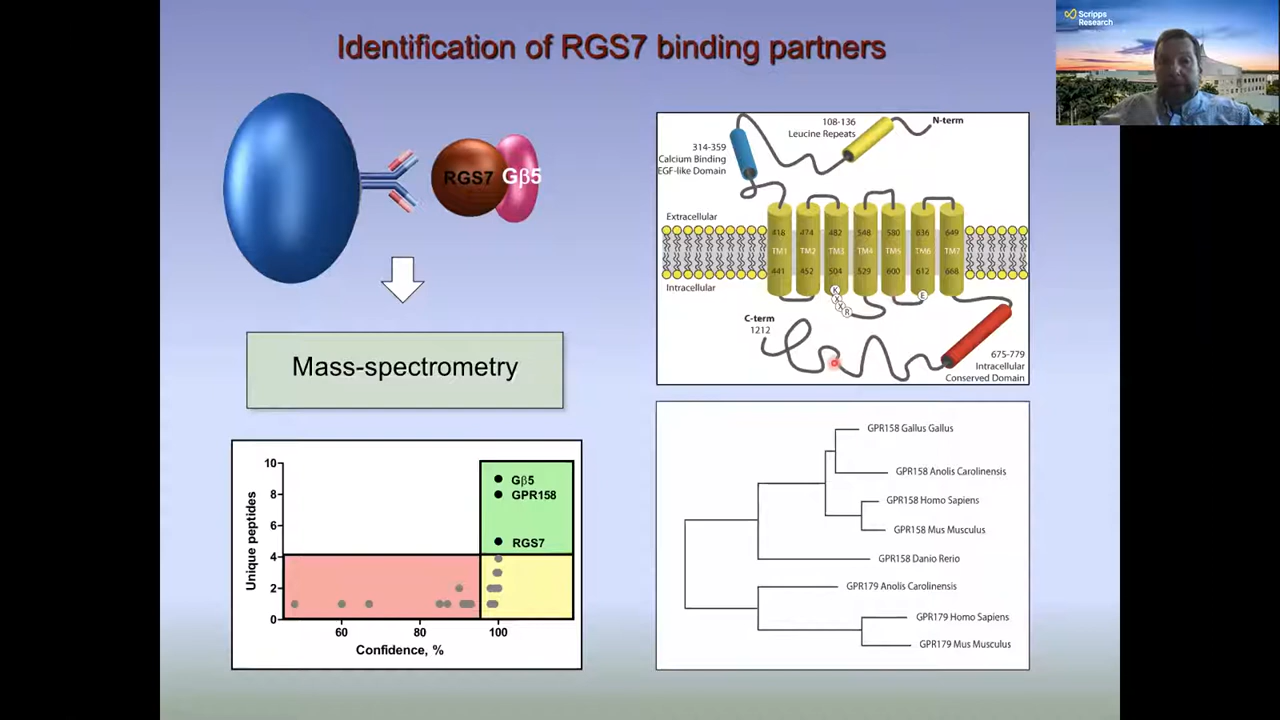 Identification of RGS7 binding partners
Scripps
Research
RGS7
Gβ5
Mass-spectrometry
10
8
6
4
2
0
Unique peptides
Gβ5
GPR158
RGS7
60
80
100
Confidence, %
108-136
Leucine Repeats
N-term
314-359
Calcium Binding
EGF-like Domain
Extracellular
418
474
482
548
580
636
649
TM1
TM2
TM3
TM4
TM5
TM6
TM7
441
452
504
529
600
612
668
Intracellular
K
X
X
R
E
C-term
1212
675-779
Intracellular
Conserved Domain
GPR158 Gallus Gallus
GPR158 Anolis Carolinensis
GPR158 Homo Sapiens
GPR158 Mus Musculus
GPR158 Danio Rerio
GPR179 Anolis Carolinensis
GPR179 Homo Sapiens
GPR179 Mus Musculus